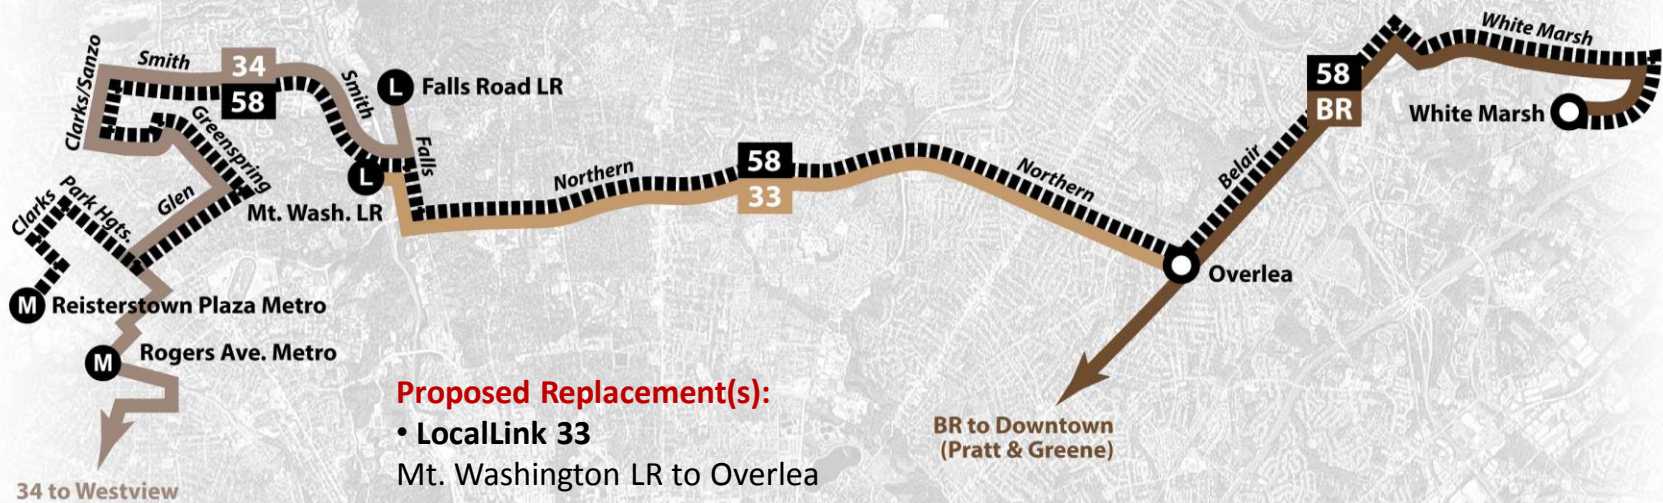 White Marsh
Clarks/Sanzo
Smith
34
58
Smith
L
Falls Road LR
58
BR
White Marsh
Greenspring
Falls
Northern
58
33
Northern
Belair
Clarks
Park Hgts.
Glen
L
Mt. Wash. LR
Overlea
M
Reisterstown Plaza Metro
M
Rogers Ave. Metro
Proposed Replacement(s):
• LocalLink 33
Mt. Washington LR to Overlea
BR to Downtown
(Pratt & Greene)
34 to Westview